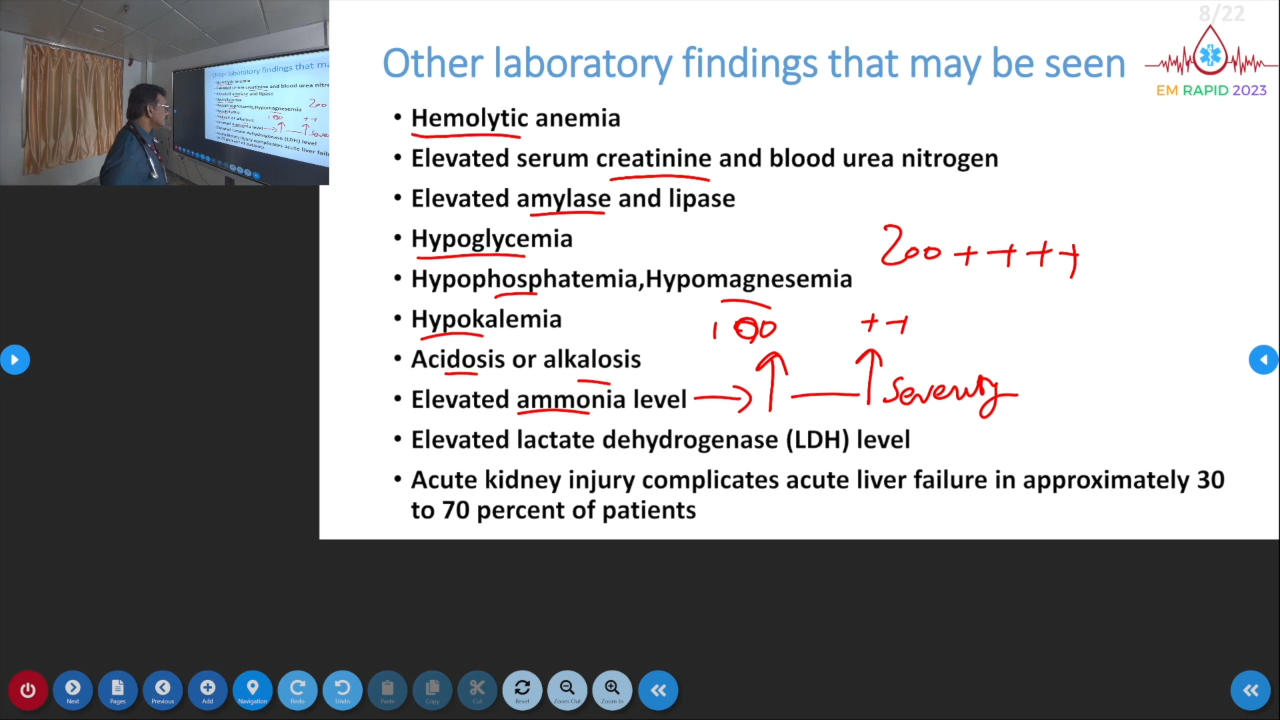 8/22
Other laboratory findings that may be seen
EM RAPID 2023
• Hemolytic anemia
• Elevated serum creatinine and blood urea nitrogen
• Elevated amylase and lipase
• Hypoglycemia
200 + + + +
• Hypophosphatemia,Hypomagnesemia
• Hypokalemia
100 ++
• Acidosis or alkalosis
• Elevated ammonia level → ↑ — ↑ Severity
• Elevated lactate dehydrogenase (LDH) level
• Acute kidney injury complicates acute liver failure in approximately 30
to 70 percent of patients
Next Pages Previous Add Navigation Redo Undo Paste Copy Cut Reset Zoom Out Zoom In